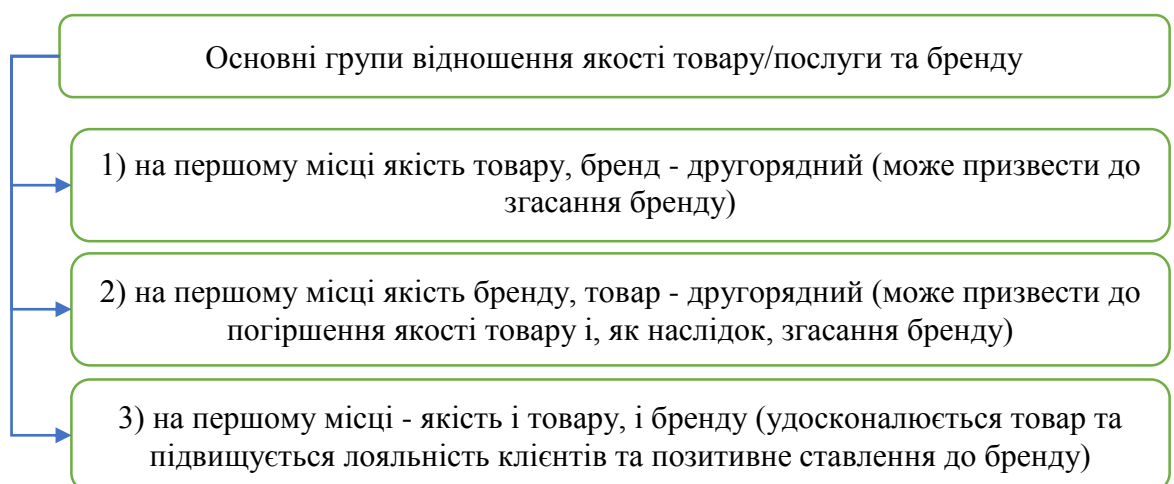 Основні групи відношення якості товару/послуги та бренду
1) на першому місці якість товару, бренд - другорядний (може призвести до
згасання бренду)
2) на першому місці якість бренду, товар - другорядний (може призвести до
погіршення якості товару і, як наслідок, згасання бренду)
3) на першому місці - якість і товару, і бренду (удосконалюється товар та
підвищується лояльність клієнтів та позитивне ставлення до бренду)